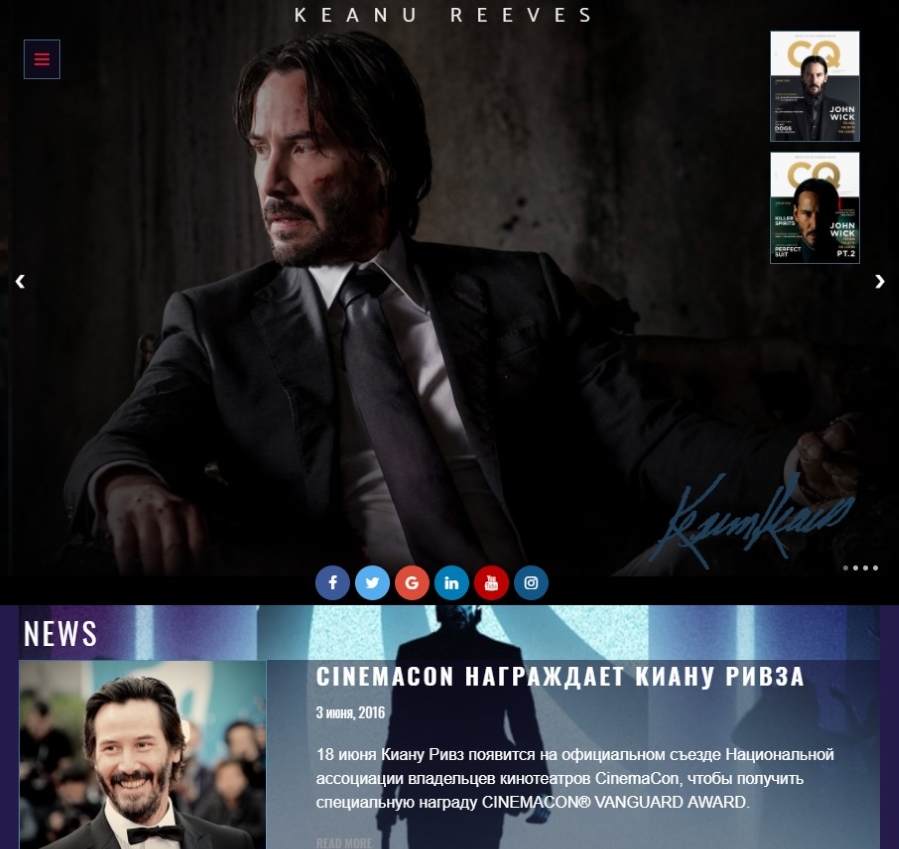 KEANU REEVES
CQ
JOHN
WICK
DOGS
CQ
KILLER
SPIRITS
JOHN
WICK
PERFECT
SUIT
PT.2
NEWS
CINEMACON НАГРАЖДАЕТ КИАНУ РИВЗА
3 июня, 2016
18 июня Киану Ривз появится на официальном съезде Национальной
ассоциации владельцев кинотеатров CinemaCon, чтобы получить
специальную награду CINEMACON® VANGUARD AWARD.
READ MORE